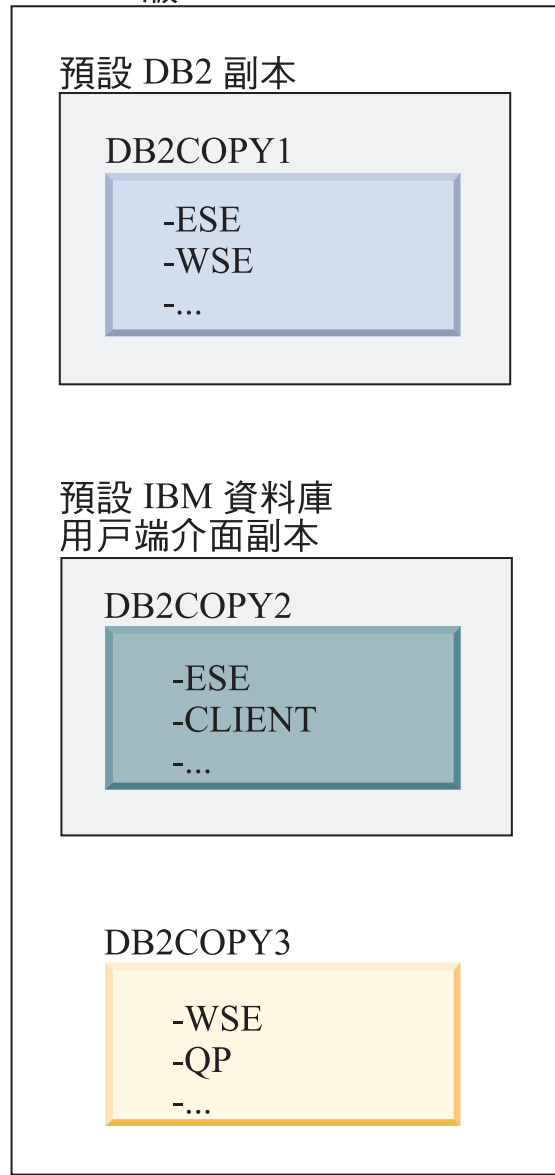 預設 DB2 副本
DB2COPY1
-ESE
-WSE
-...
預設 IBM 資料庫
用戶端介面副本
DB2COPY2
-ESE
-CLIENT
-...
DB2COPY3
-WSE
-QP
-...